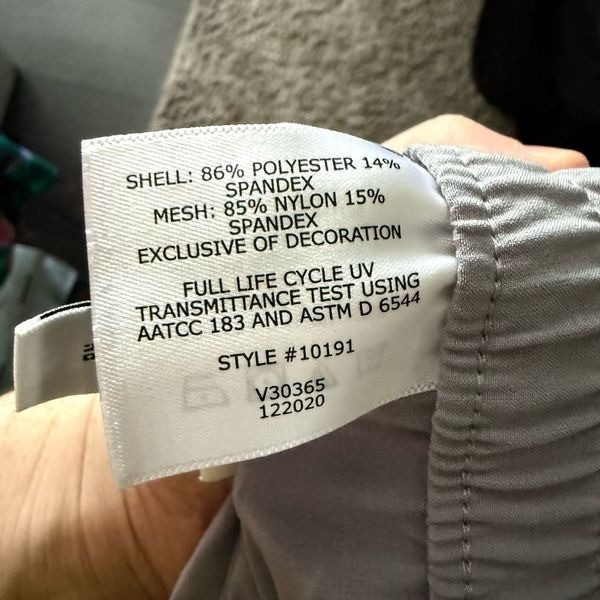 SHELL: 86% POLYESTER 14%
SPANDEX
MESH: 85% NYLON 15%
SPANDEX
EXCLUSIVE OF DECORATION
FULL LIFE CYCLE UV
TRANSMITTANCE TEST USING
AATCC 183 AND ASTM D 6544
STYLE #10191
V30365
122020